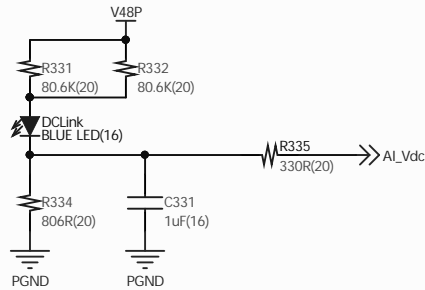 V48P
R331
80.6K(20)
R332
80.6K(20)
DCLink
BLUE LED(16)
R335
330R(20)
AI_Vdc
R334
806R(20)
C331
1uF(16)
PGND
PGND